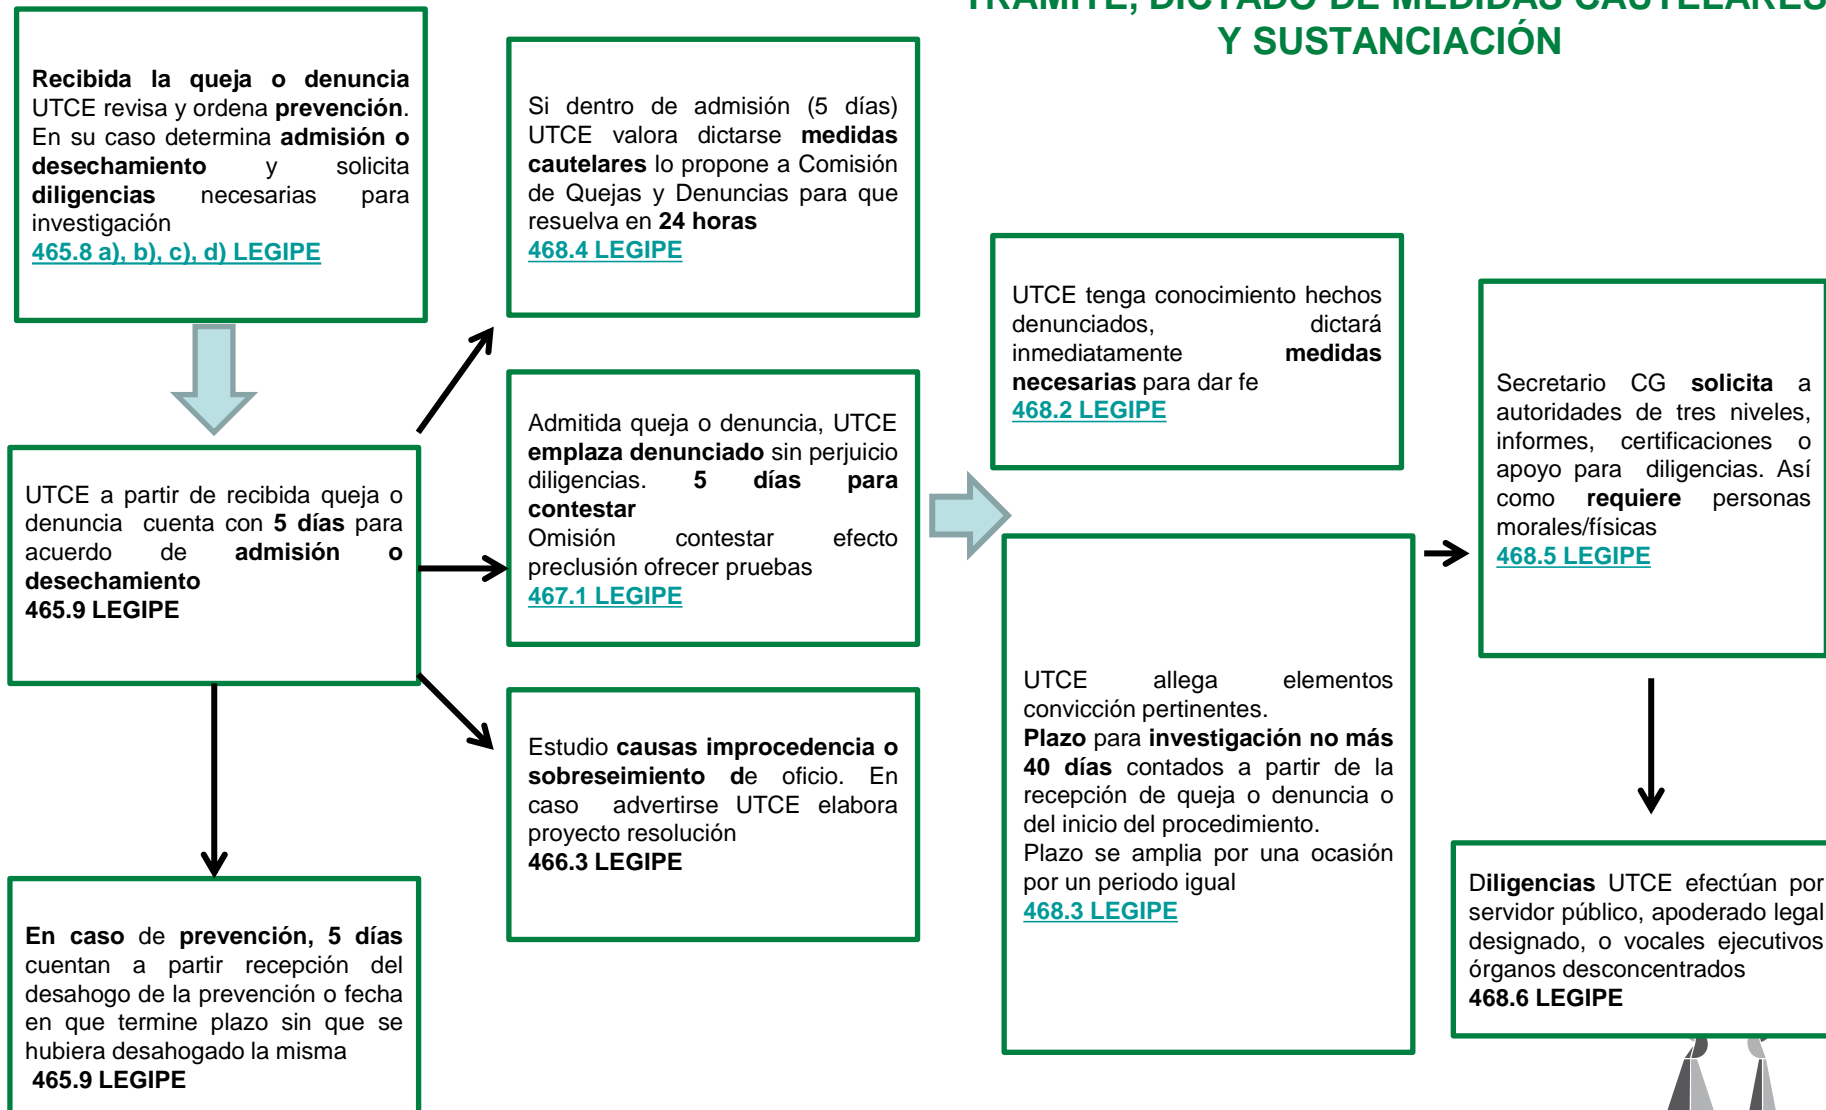 TRÁMITE, DICTADO DE MEDIDAS CAUTELARES
Y SUSTANCIACIÓN
Recibida la queja o denuncia
UTCE revisa y ordena prevención.
En su caso determina admisión o
desechamiento y solicita
diligencias necesarias para
investigación
465.8 a), b), c), d) LEGIPE
UTCE a partir de recibida queja o
denuncia cuenta con 5 días para
acuerdo de admisión o
desechamiento
465.9 LEGIPE
En caso de prevención, 5 días
cuentan a partir recepción del
desahogo de la prevención o fecha
en que termine plazo sin que se
hubiera desahogado la misma
465.9 LEGIPE
Si dentro de admisión (5 días)
UTCE valora dictarse medidas
cautelares lo propone a Comisión
de Quejas y Denuncias para que
resuelva en 24 horas
468.4 LEGIPE
Admitida queja o denuncia, UTCE
emplaza denunciado sin perjuicio
diligencias. 5 días para
contestar
Omisión contestar efecto
preclusión ofrecer pruebas
467.1 LEGIPE
Estudio causas improcedencia o
sobreseimiento de oficio. En
caso advertirse UTCE elabora
proyecto resolución
466.3 LEGIPE
UTCE tenga conocimiento hechos
denunciados, dictará
inmediatamente medidas
necesarias para dar fe
468.2 LEGIPE
UTCE allega elementos
convicción pertinentes.
Plazo para investigación no más
40 días contados a partir de la
recepción de queja o denuncia o
del inicio del procedimiento.
Plazo se amplia por una ocasión
por un periodo igual
468.3 LEGIPE
Secretario CG solicita a
autoridades de tres niveles,
informes, certificaciones o
apoyo para diligencias. Así
como requiere personas
morales/físicas
468.5 LEGIPE
Diligencias UTCE efectúan por
servidor público, apoderado legal
designado, o vocales ejecutivos
órganos desconcentrados
468.6 LEGIPE